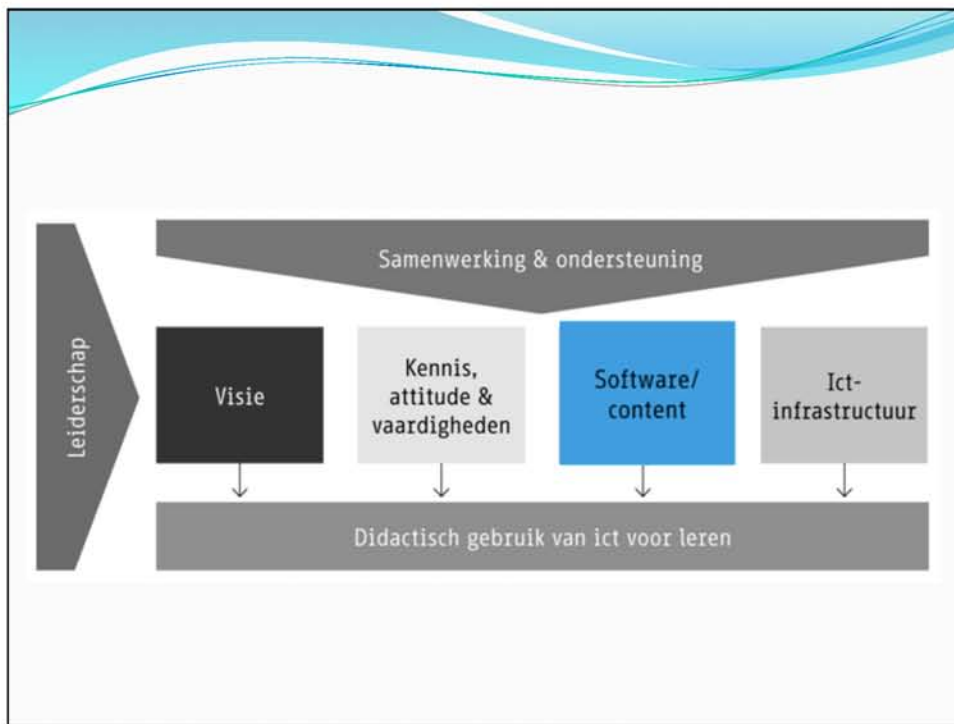 Leiderschap
Samenwerking & ondersteuning
Visie
Kennis,
attitude &
vaardigheden
Software/
content
Ict-
infrastructuur
Didactisch gebruik van ict voor leren